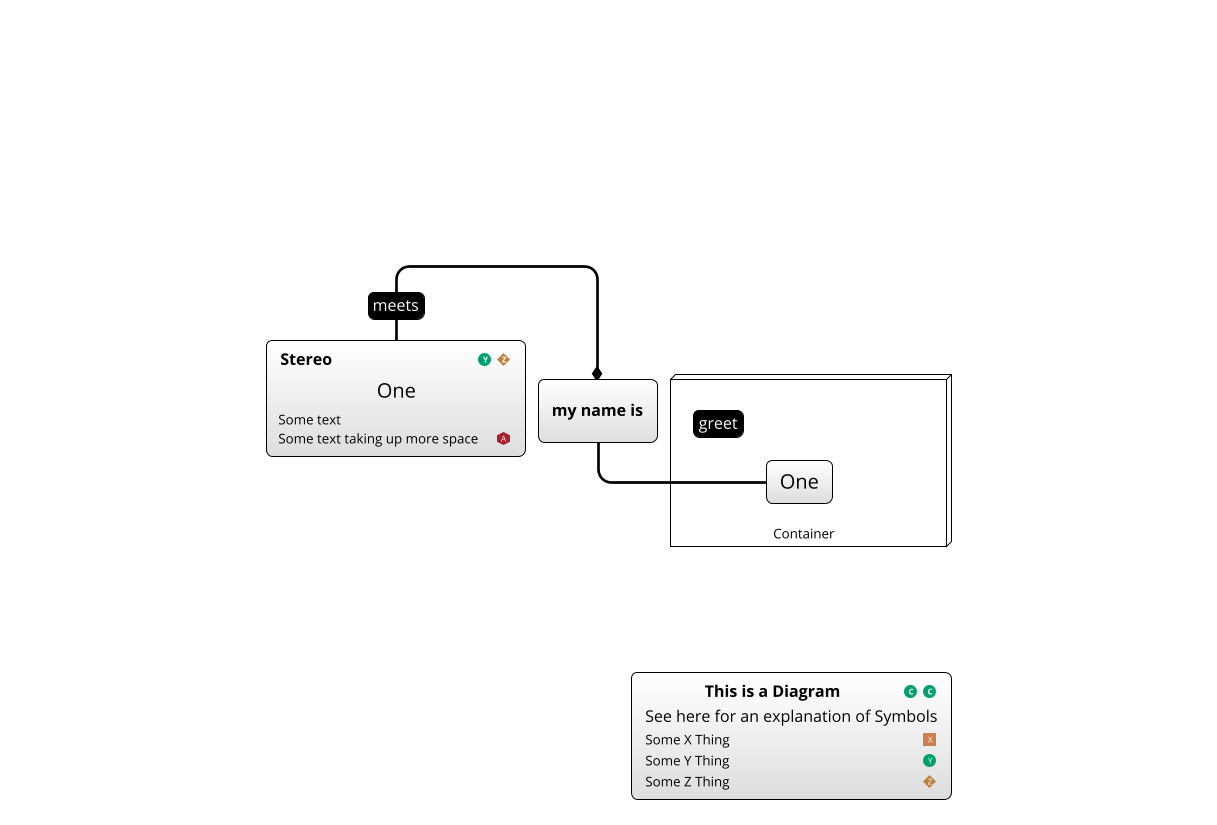 meets
Stereo Y Z
One
Some text
Some text taking up more space A
my name is
greet
One
Container
This is a Diagram C C
See here for an explanation of Symbols
Some X Thing X
Some Y Thing Y
Some Z Thing Z